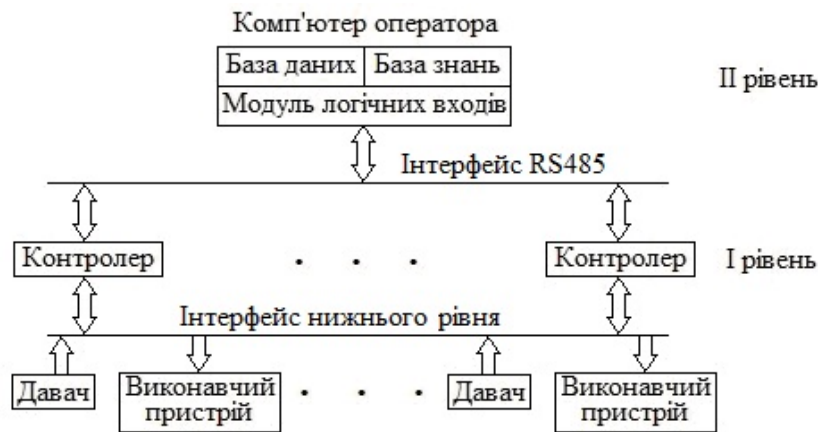 Комп'ютер оператора
База даних База знань
Модуль логічних входів
II рівень
Інтерфейс RS485
Контролер . . . Контролер
I рівень
Інтерфейс нижнього рівня
Давач Виконавчий пристрій . . . Давач Виконавчий пристрій